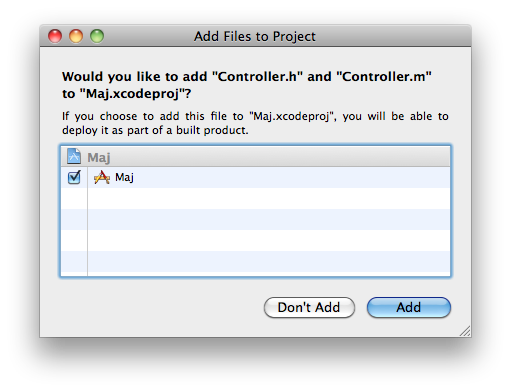 Add Files to Project
Would you like to add "Controller.h" and "Controller.m"
to "Maj.xcodeproj"?
If you choose to add this file to "Maj.xcodeproj", you will be able to
deploy it as part of a built product.
Maj
Maj
Don't Add
Add